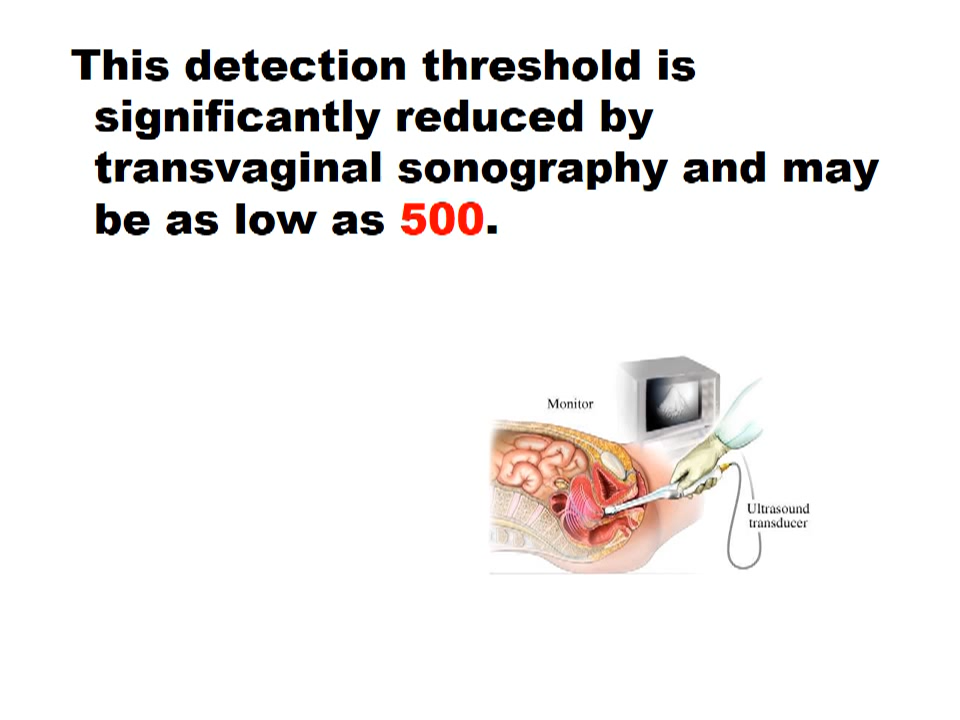 This detection threshold is
significantly reduced by
transvaginal sonography and may
be as low as 500.
Monitor
Ultrasound
transducer